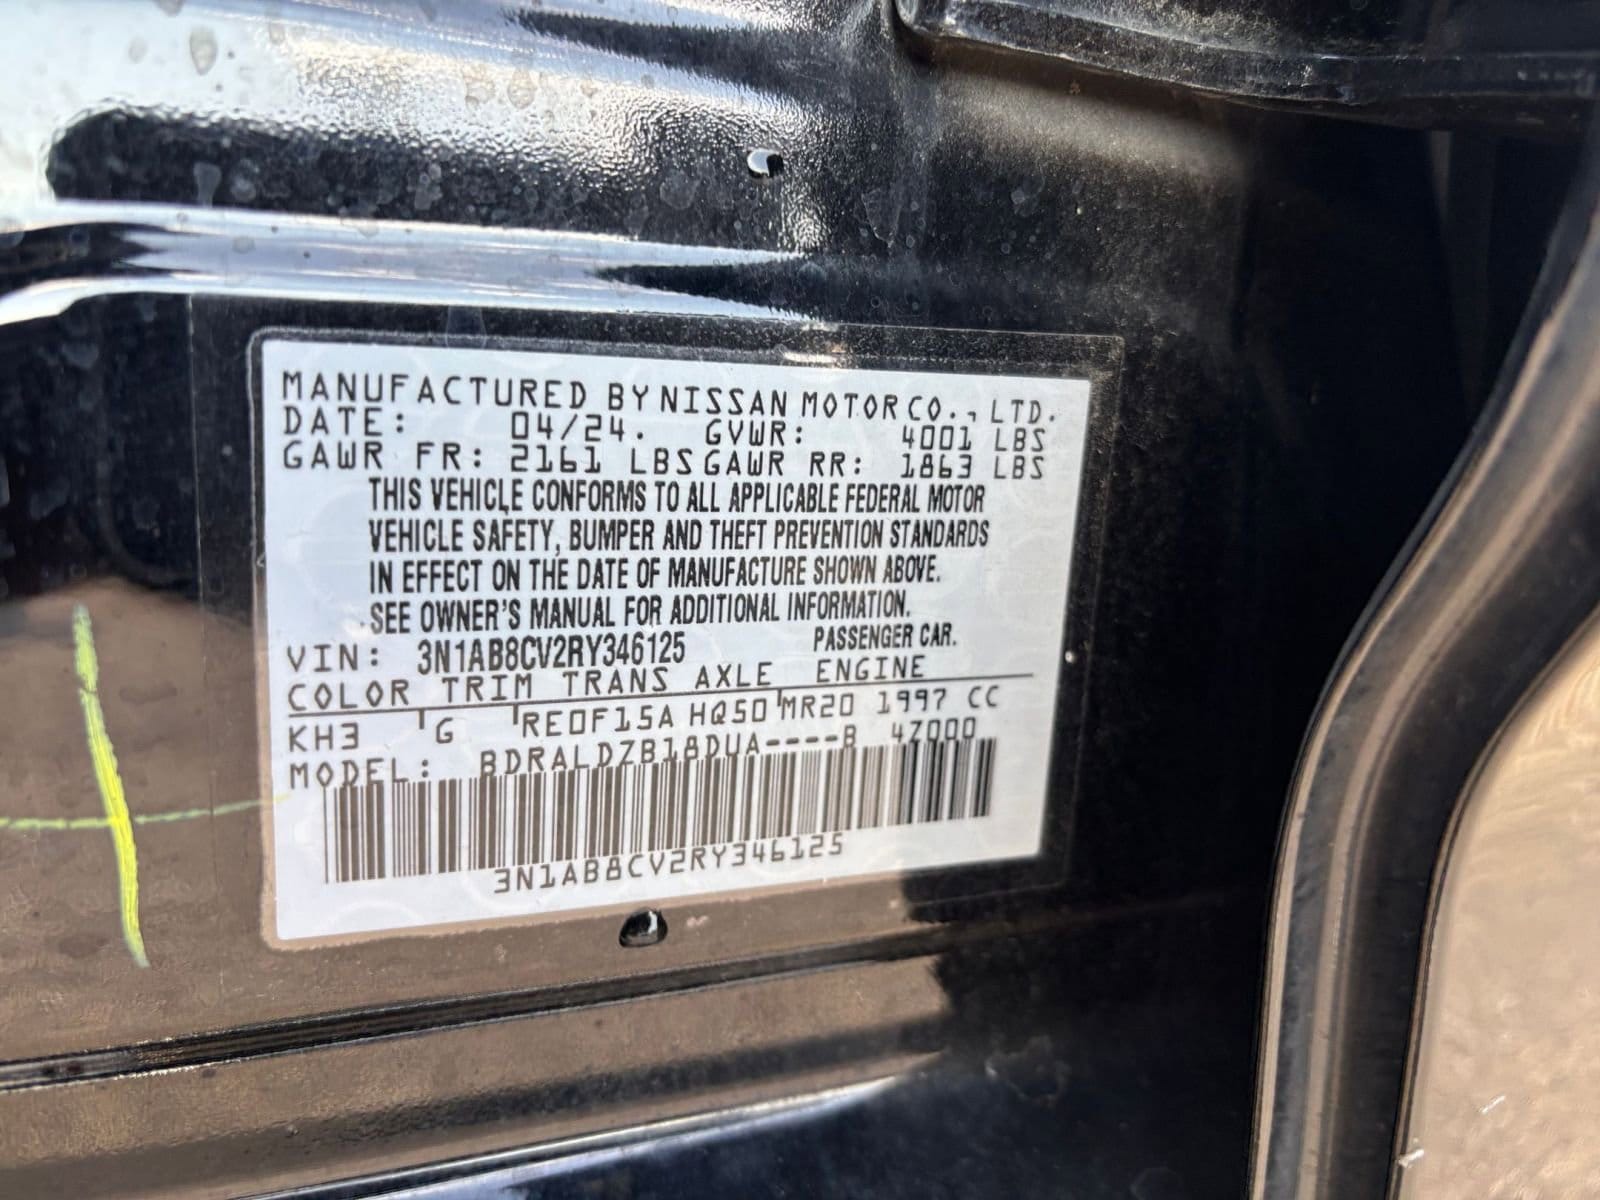 MANUFACTURED BY NISSAN MOTOR CO., LTD.
DATE: 04/24. GVWR: 4001 LBS
GAWR FR: 2161 LBS GAWR RR: 1863 LBS
THIS VEHICLE CONFORMS TO ALL APPLICABLE FEDERAL MOTOR
VEHICLE SAFETY, BUMPER AND THEFT PREVENTION STANDARDS
IN EFFECT ON THE DATE OF MANUFACTURE SHOWN ABOVE.
SEE OWNER'S MANUAL FOR ADDITIONAL INFORMATION.
VIN: 3N1AB8CV2RY346125 PASSENGER CAR.
COLOR TRIM TRANS AXLE ENGINE
KH3 G RE0F15A HQ50 MR20 1997 CC
MODEL: BDRALDZB18DUA----B 4Z000
3N1AB8CV2RY346125